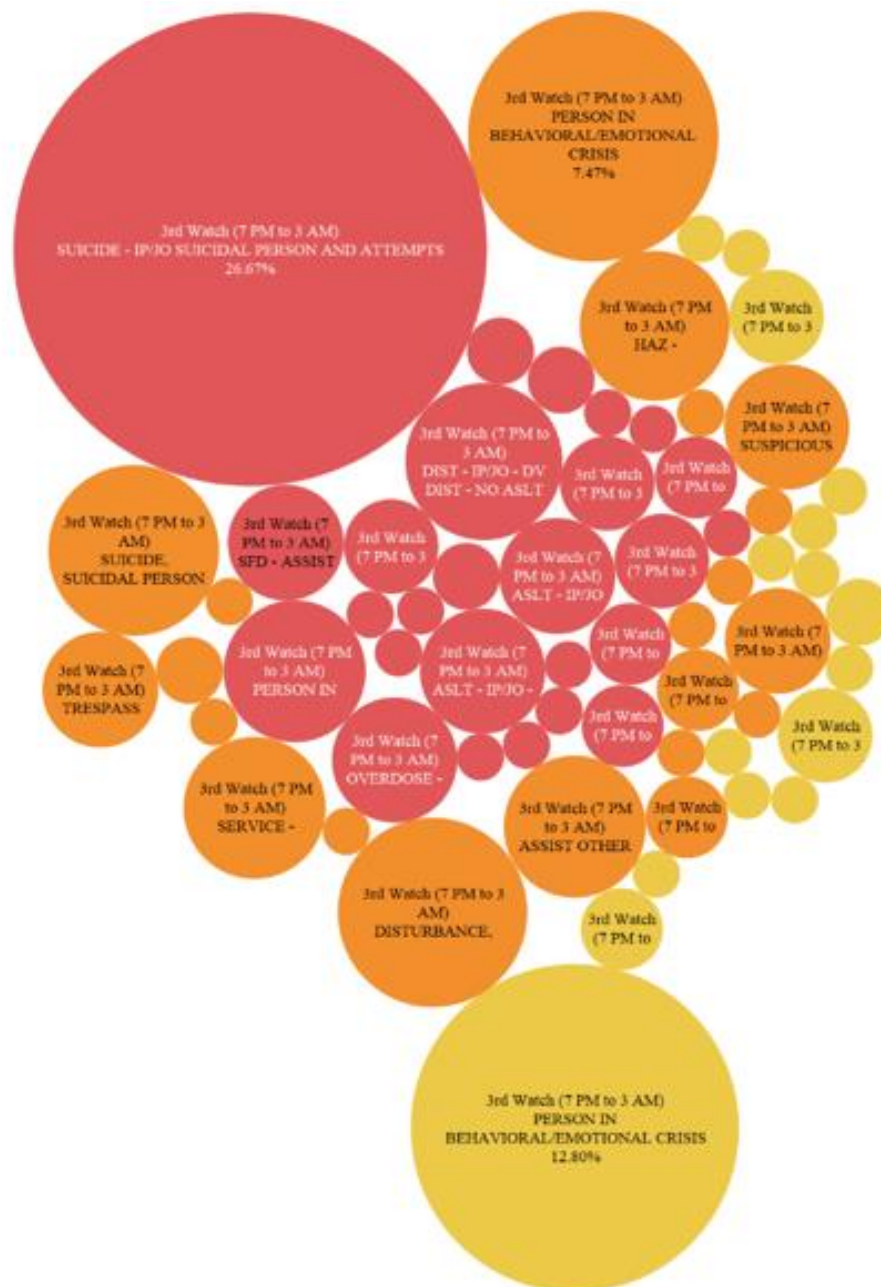 3rd Watch (7 PM to 3 AM)
PERSON IN
BEHAVIORAL/EMOTIONAL
CRISIS
7.47%
3rd Watch (7 PM to 3 AM)
SUICIDE - IP/JO SUICIDAL PERSON AND ATTEMPTS
26.67%
3rd Watch (7 PM
to 3 AM)
HAZ -
3rd Watch
(7 PM to 3
3rd Watch (7
PM to 3 AM)
SUSPICIOUS
3rd Watch (7 PM to
3 AM)
DIST - IP/JO - DV
DIST - NO ASLT
3rd Watch
(7 PM to 3
3rd Watch
(7 PM to
3rd Watch (7 PM to 3
AM)
SUICIDE,
SUICIDAL PERSON
3rd Watch (7
PM to 3 AM)
SFD - ASSIST
3rd Watch
(7 PM to 3
3rd Watch (7
PM to 3 AM)
ASLT - IP/JO
3rd Watch
(7 PM to 3
3rd Watch (7 PM
to 3 AM)
PERSON IN
3rd Watch (7
PM to 3 AM)
ASLT - IP/JO -
3rd Watch
(7 PM to
3rd Watch (7
PM to 3 AM)
3rd Watch (7
PM to 3 AM)
TRESPASS
3rd Watch
(7 PM to
3rd Watch
(7 PM to
3rd Watch
(7 PM to 3
3rd Watch (7
PM to 3 AM)
OVERDOSE -
3rd Watch (7 PM
to 3 AM)
SERVICE -
3rd Watch (7 PM
to 3 AM)
ASSIST OTHER
3rd Watch
(7 PM to
3rd Watch (7 PM to 3
AM)
DISTURBANCE,
3rd Watch
(7 PM to
3rd Watch (7 PM to 3 AM)
PERSON IN
BEHAVIORAL/EMOTIONAL CRISIS
12.80%